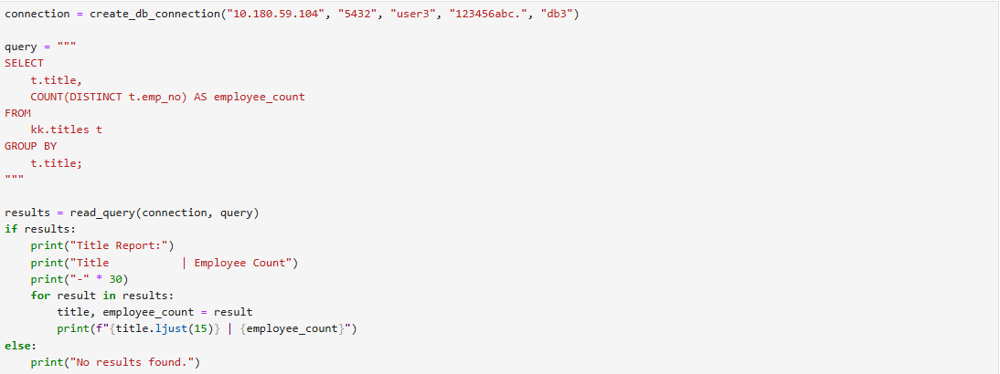 connection = create_db_connection("10.180.59.104", "5432", "user3", "123456abc.", "db3")

query = """
SELECT
    t.title,
    COUNT(DISTINCT t.emp_no) AS employee_count
FROM
    kk.titles t
GROUP BY
    t.title;
"""

results = read_query(connection, query)
if results:
    print("Title Report:")
    print("Title           | Employee Count")
    print("-" * 30)
    for result in results:
        title, employee_count = result
        print(f"{title.ljust(15)} | {employee_count}")
else:
    print("No results found.")